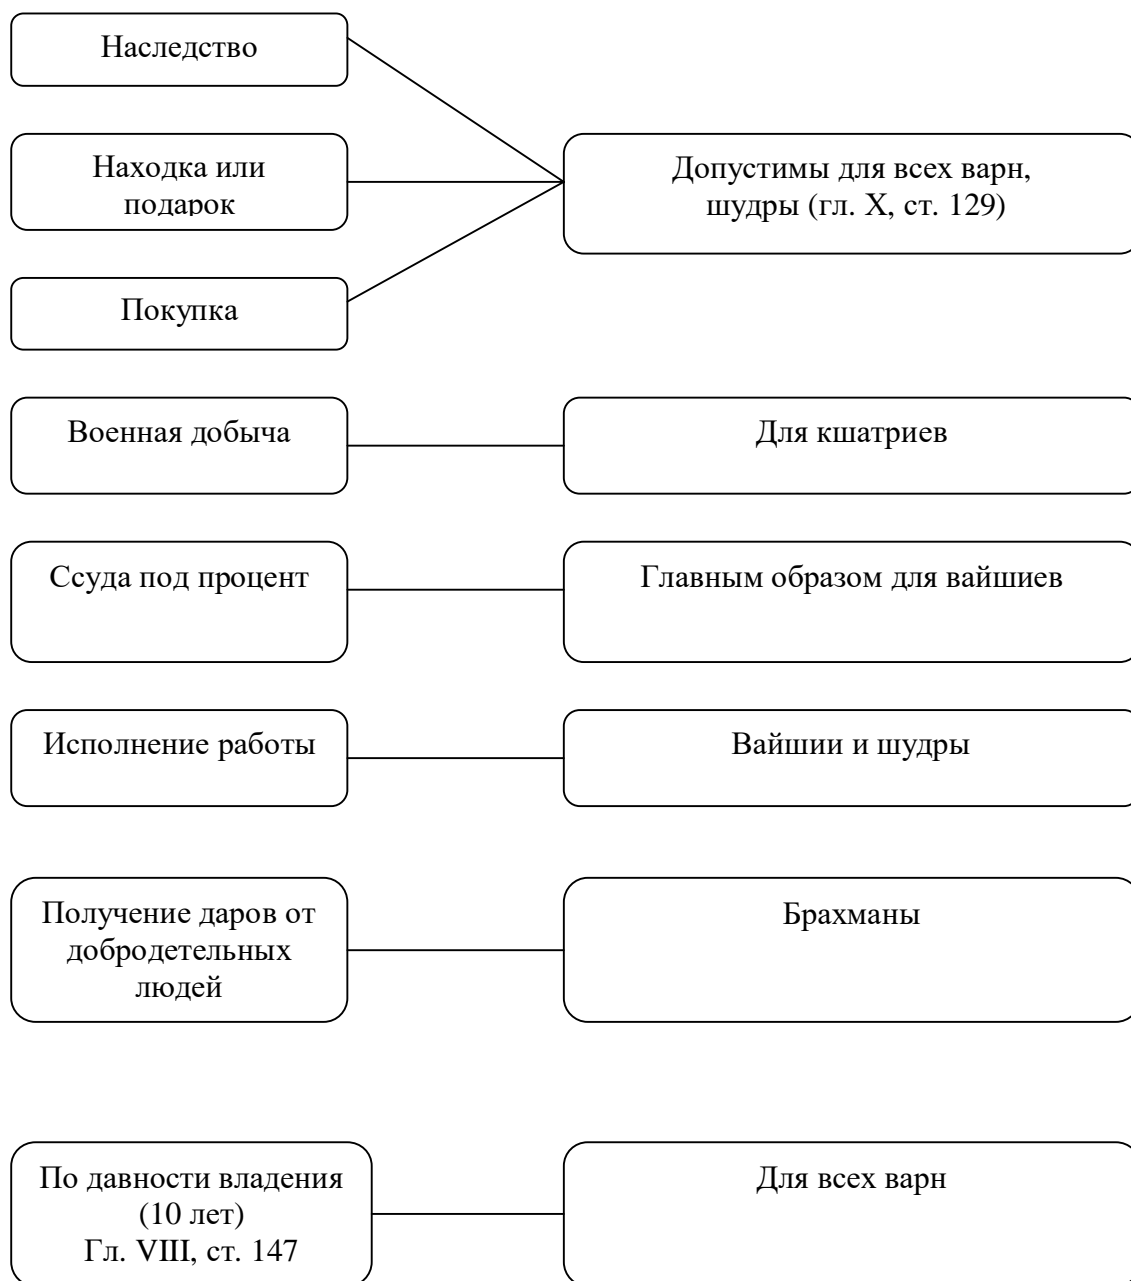 Наследство
Находка или
подарок
Допустимы для всех варн,
шудры (гл. X, ст. 129)
Покупка
Военная добыча
Для кшатриев
Ссуда под процент
Главным образом для вайшиев
Исполнение работы
Вайшии и шудры
Получение даров от
добродетельных
людей
Брахманы
По давности владения
(10 лет)
Гл. VIII, ст. 147
Для всех варн